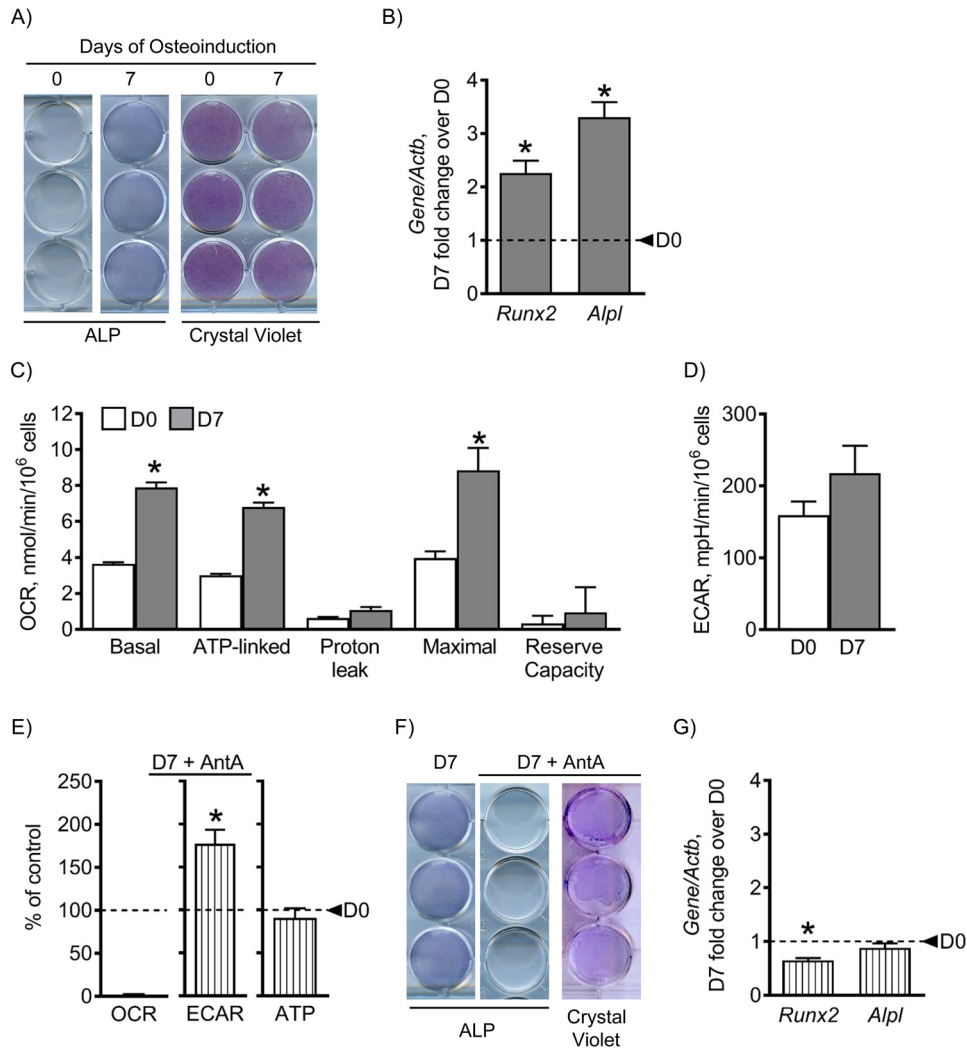 A)
Days of Osteoinduction
0 7 0 7
ALP Crystal Violet
B)
Gene/Actb,
D7 fold change over D0
4
3
2
1
0
*
*
D0
Runx2 Alpl
C)
OCR, nmol/min/10⁶ cells
12
10
8
6
4
2
0
D0 D7
*
*
*
Basal ATP-linked Proton leak Maximal Reserve Capacity
D)
ECAR, mpH/min/10⁶ cells
300
200
100
0
D0 D7
E)
D7 + AntA
% of control
250
200
150
100
50
0
*
D0
OCR ECAR ATP
F)
D7 D7 + AntA
ALP Crystal
Violet
G)
Gene/Actb,
D7 fold change over D0
4
3
2
1
0
*
D0
Runx2 Alpl